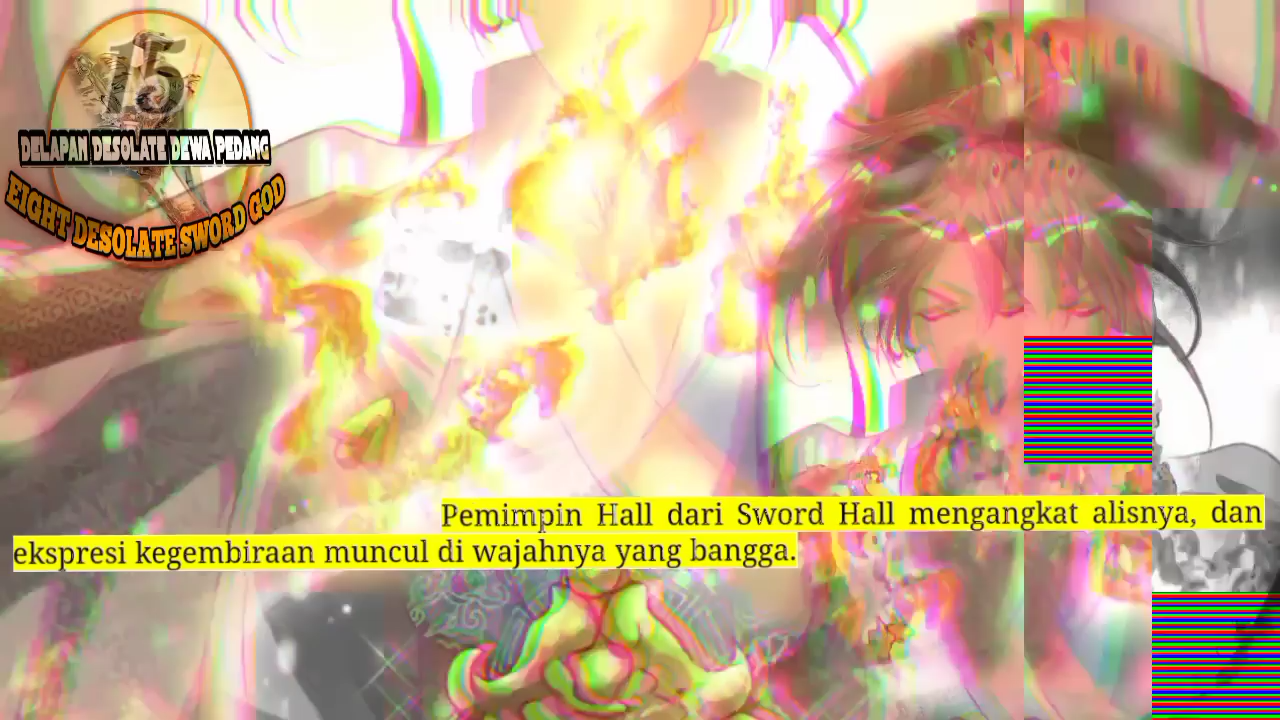 15
DELAPAN DESOLATE DEWA PEDANG
EIGHT DESOLATE SWORD GOD
Pemimpin Hall dari Sword Hall mengangkat alisnya, dan
ekspresi kegembiraan muncul di wajahnya yang bangga.